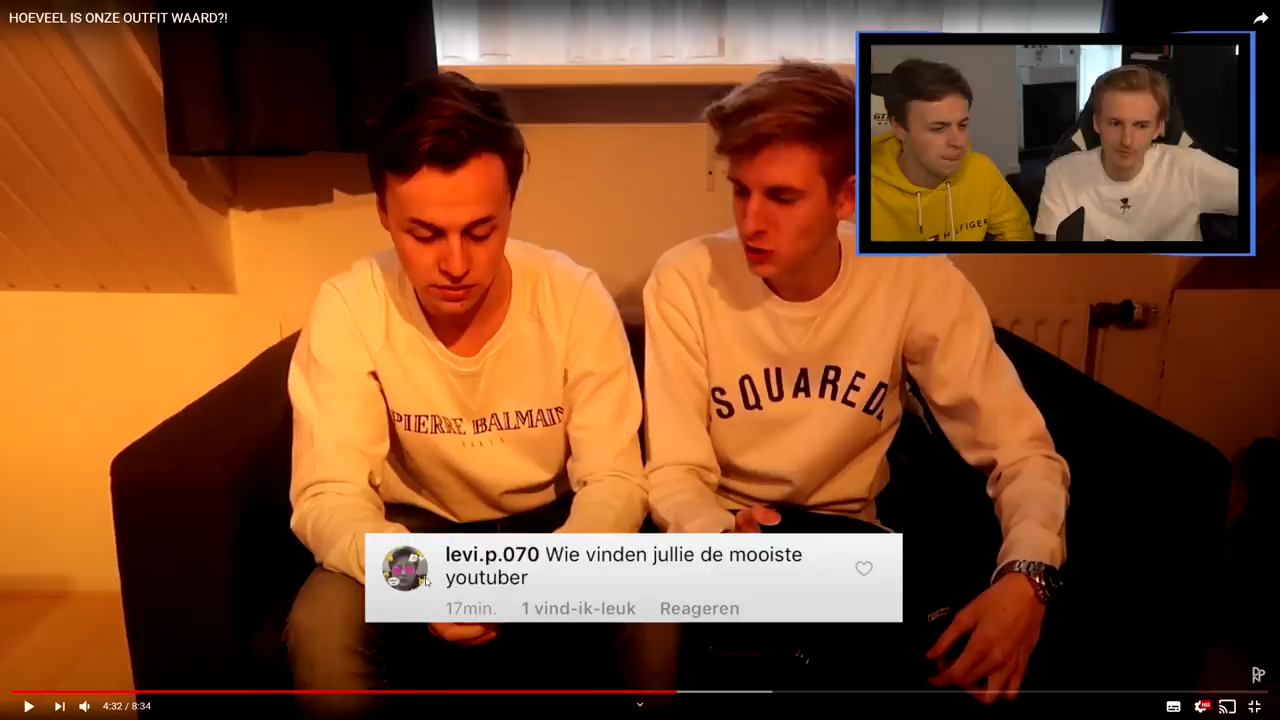 HOEVEEL IS ONZE OUTFIT WAARD?!
HILFIGER
PIERRE BALMAIN
PARIS
SQUARED.
levi.p.070 Wie vinden jullie de mooiste
youtuber
17min. 1 vind-ik-leuk Reageren
4:32 / 8:34
HD